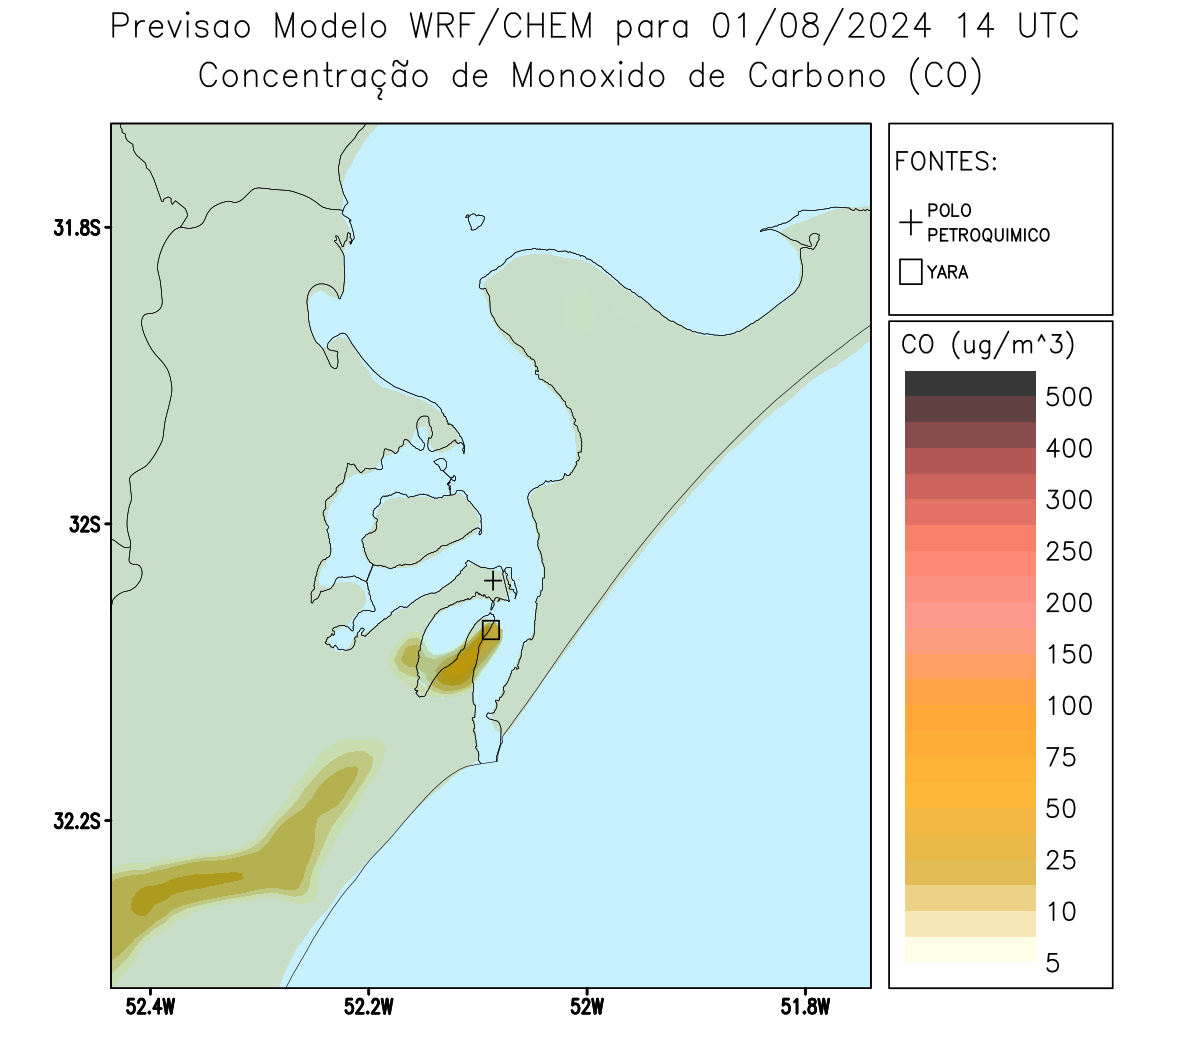 Previsao Modelo WRF/CHEM para 01/08/2024 14 UTC
Concentração de Monoxido de Carbono (CO)
FONTES:
POLO
PETROQUIMICO
YARA
CO (ug/m^3)
500
400
300
250
200
150
100
75
50
25
10
5
31.8S
32S
32.2S
52.4W
52.2W
52W
51.8W